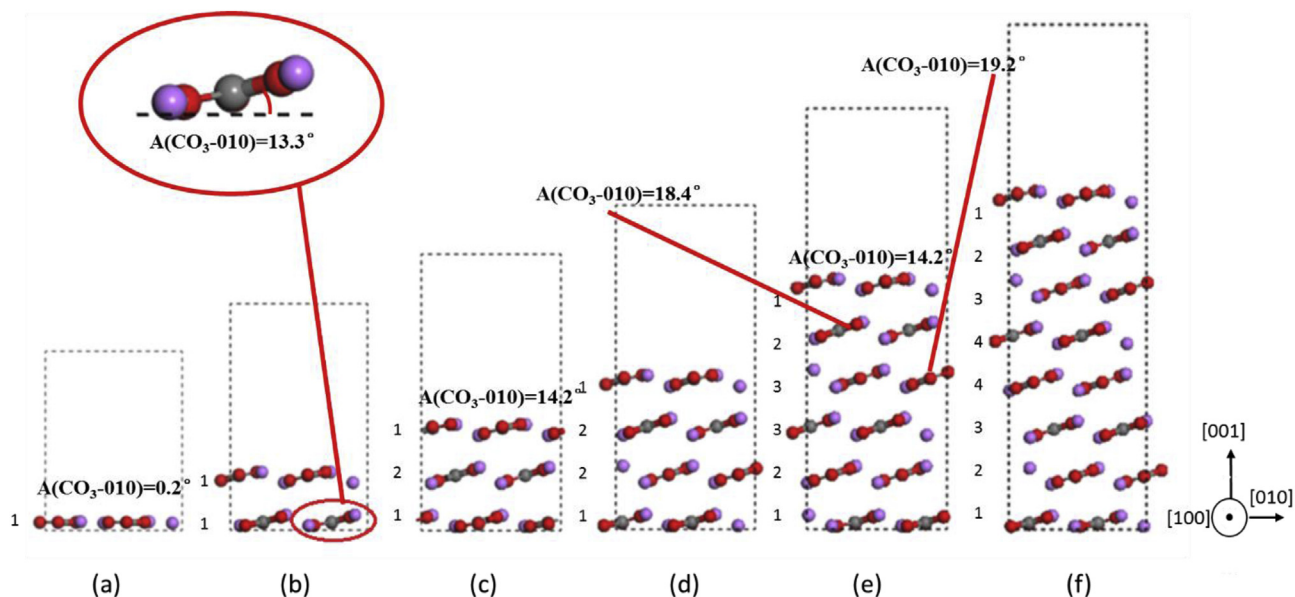 A(CO₃-010)=13.3°
A(CO₃-010)=19.2°
A(CO₃-010)=18.4°
A(CO₃-010)=14.2°
A(CO₃-010)=14.2°
A(CO₃-010)=0.2°
1
1
1
1
2
1
1
2
2
1
1
2
3
3
2
1
1
2
3
4
4
3
2
1
[001]
[010]
[100]
(a)
(b)
(c)
(d)
(e)
(f)